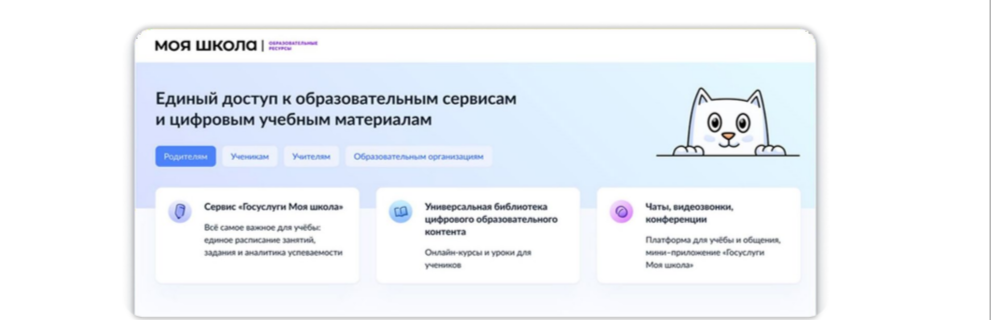 МОЯ ШКОЛА | ОБРАЗОВАТЕЛЬНЫЕ
РЕСУРСЫ
Единый доступ к образовательным сервисам
и цифровым учебным материалам
Родителям Ученикам Учителям Образовательным организациям
Сервис «Госуслуги Моя школа»
Всё самое важное для учёбы:
единое расписание занятий,
задания и аналитика успеваемости
Универсальная библиотека
цифрового образовательного
контента
Онлайн-курсы и уроки для
учеников
Чаты, видеозвонки,
конференции
Платформа для учёбы и общения,
мини-приложение «Госуслуги
Моя школа»